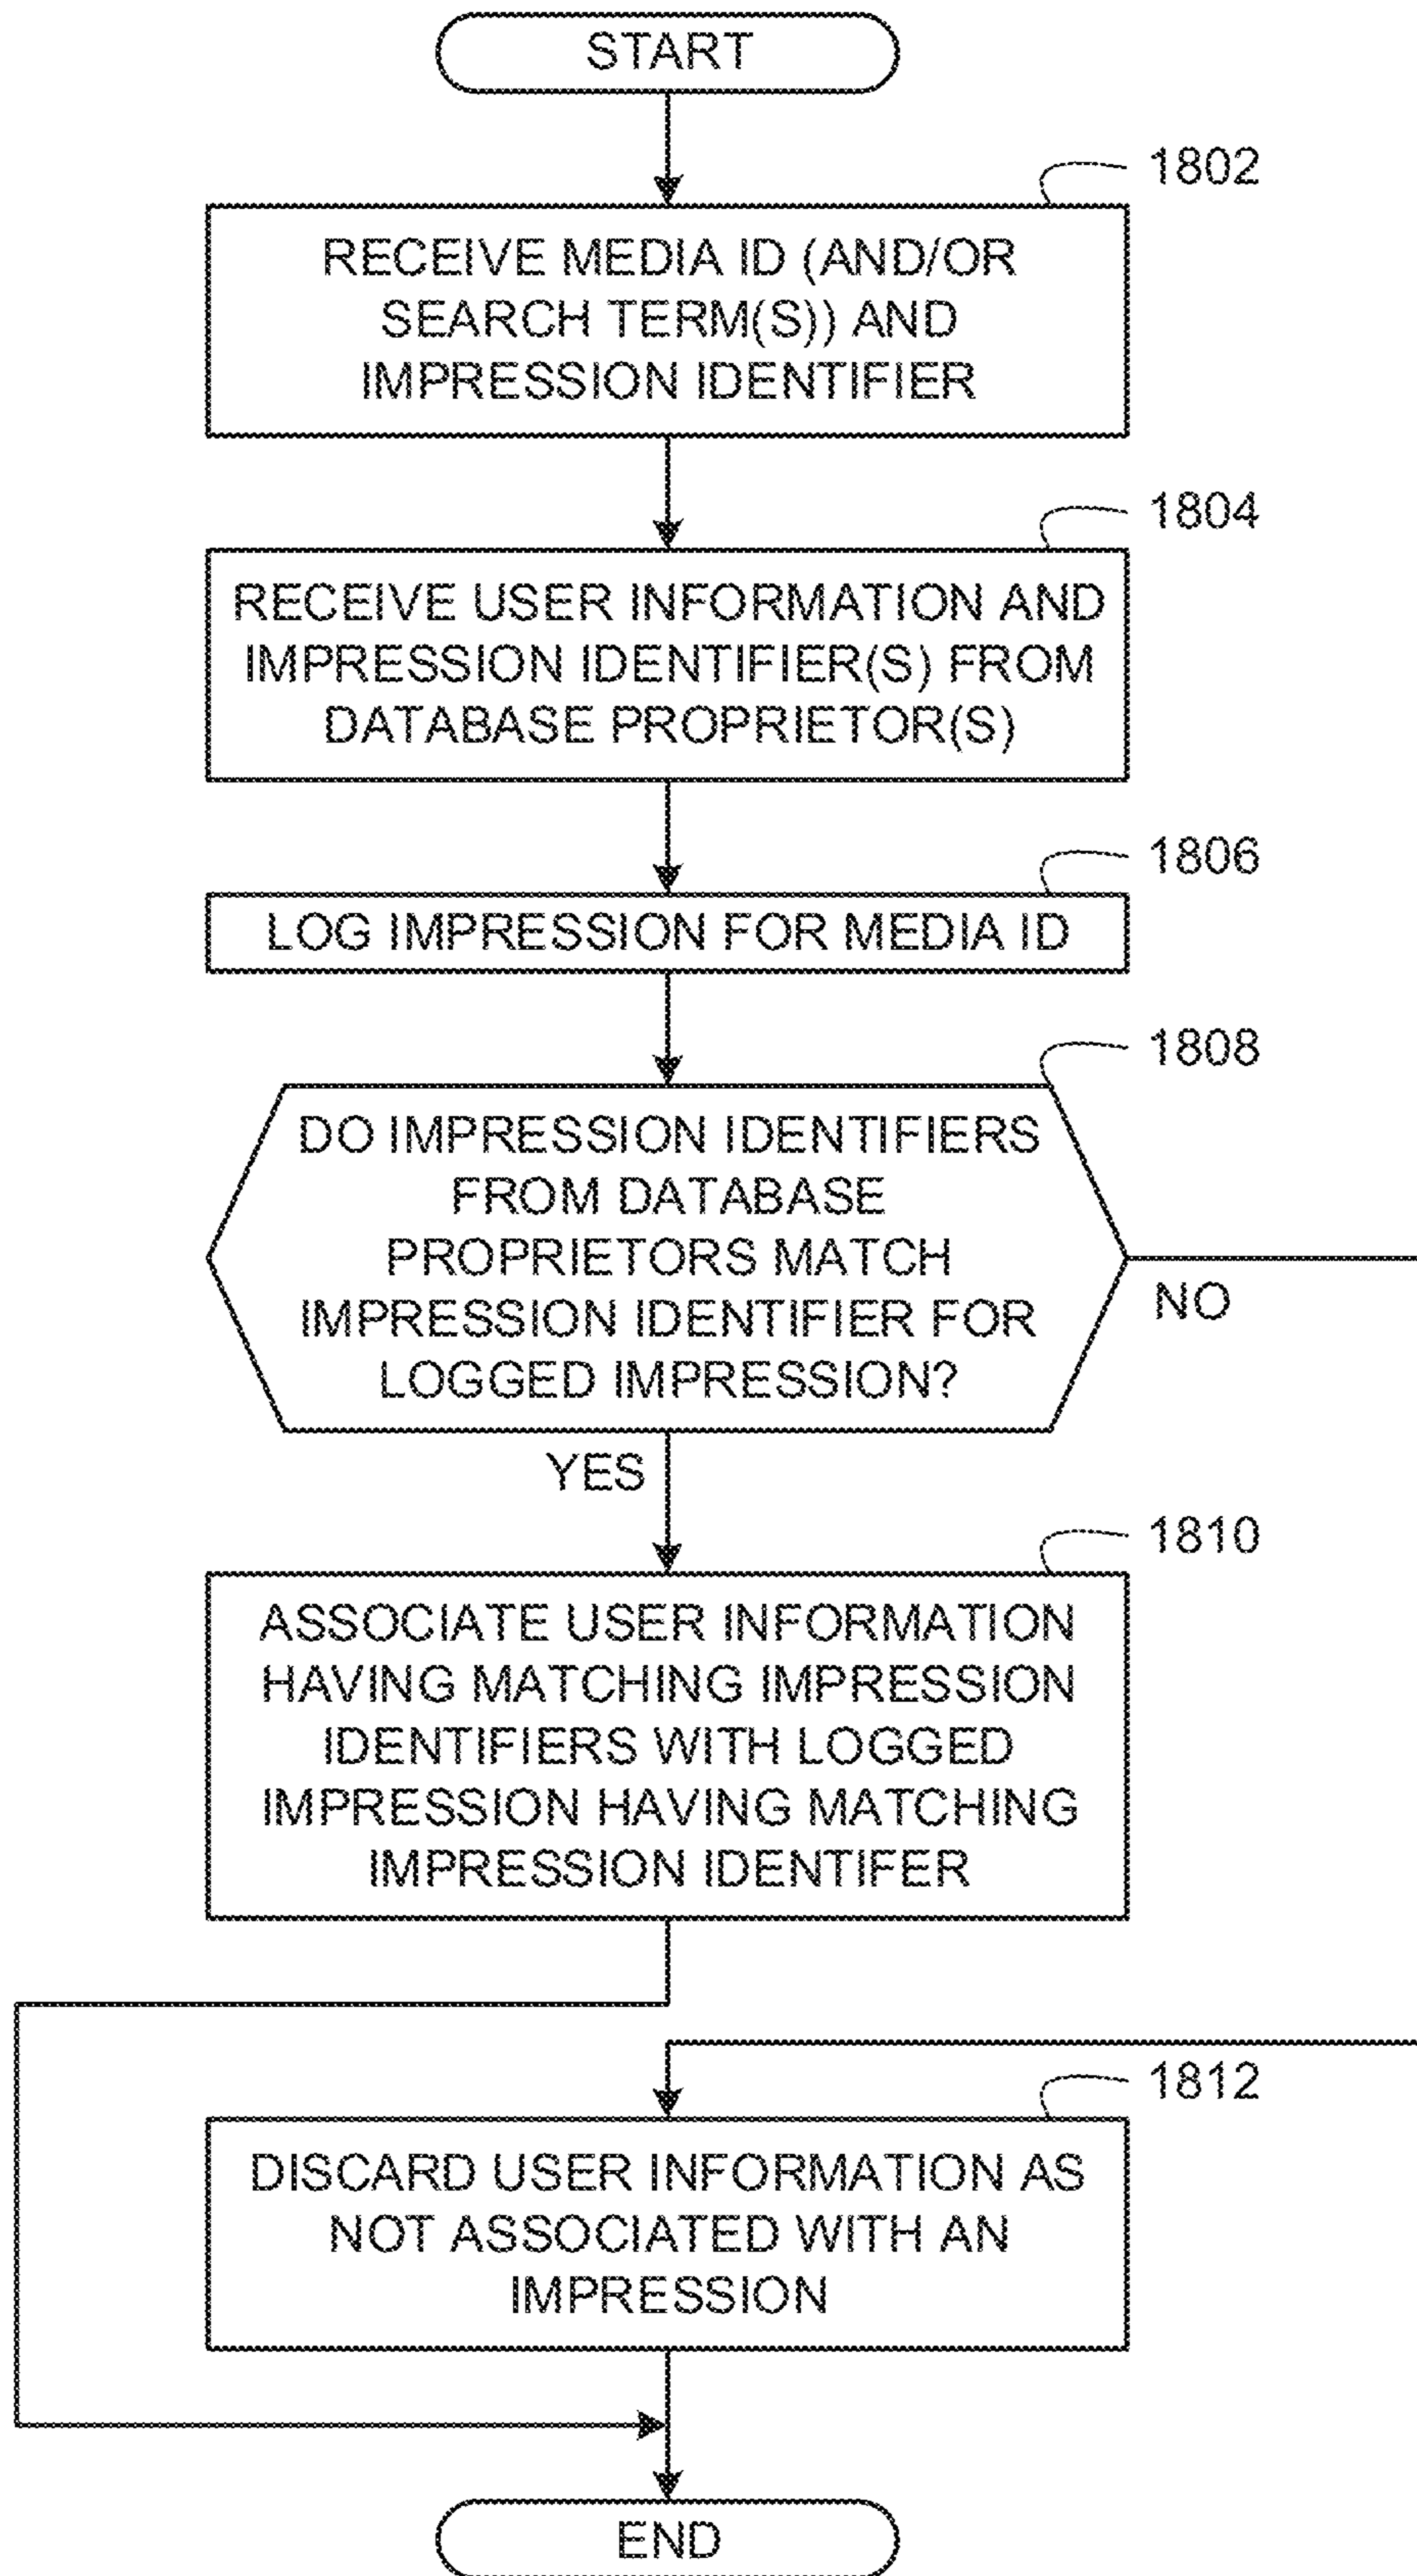 START
1802
RECEIVE MEDIA ID (AND/OR
SEARCH TERM(S)) AND
IMPRESSION IDENTIFIER
1804
RECEIVE USER INFORMATION AND
IMPRESSION IDENTIFIER(S) FROM
DATABASE PROPRIETOR(S)
1806
LOG IMPRESSION FOR MEDIA ID
1808
DO IMPRESSION IDENTIFIERS
FROM DATABASE
PROPRIETORS MATCH
IMPRESSION IDENTIFIER FOR
LOGGED IMPRESSION?
NO
YES
1810
ASSOCIATE USER INFORMATION
HAVING MATCHING IMPRESSION
IDENTIFIERS WITH LOGGED
IMPRESSION HAVING MATCHING
IMPRESSION IDENTIFER
1812
DISCARD USER INFORMATION AS
NOT ASSOCIATED WITH AN
IMPRESSION
END